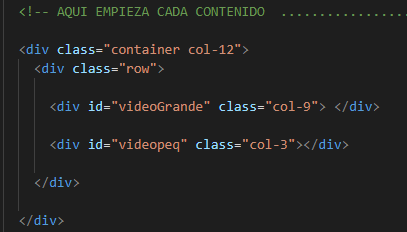 <!-- AQUI EMPIEZA CADA CONTENIDO ..................
<div class="container col-12">
<div class="row">
<div id="videoGrande" class="col-9"> </div>
<div id="videopeq" class="col-3"></div>
</div>
</div>